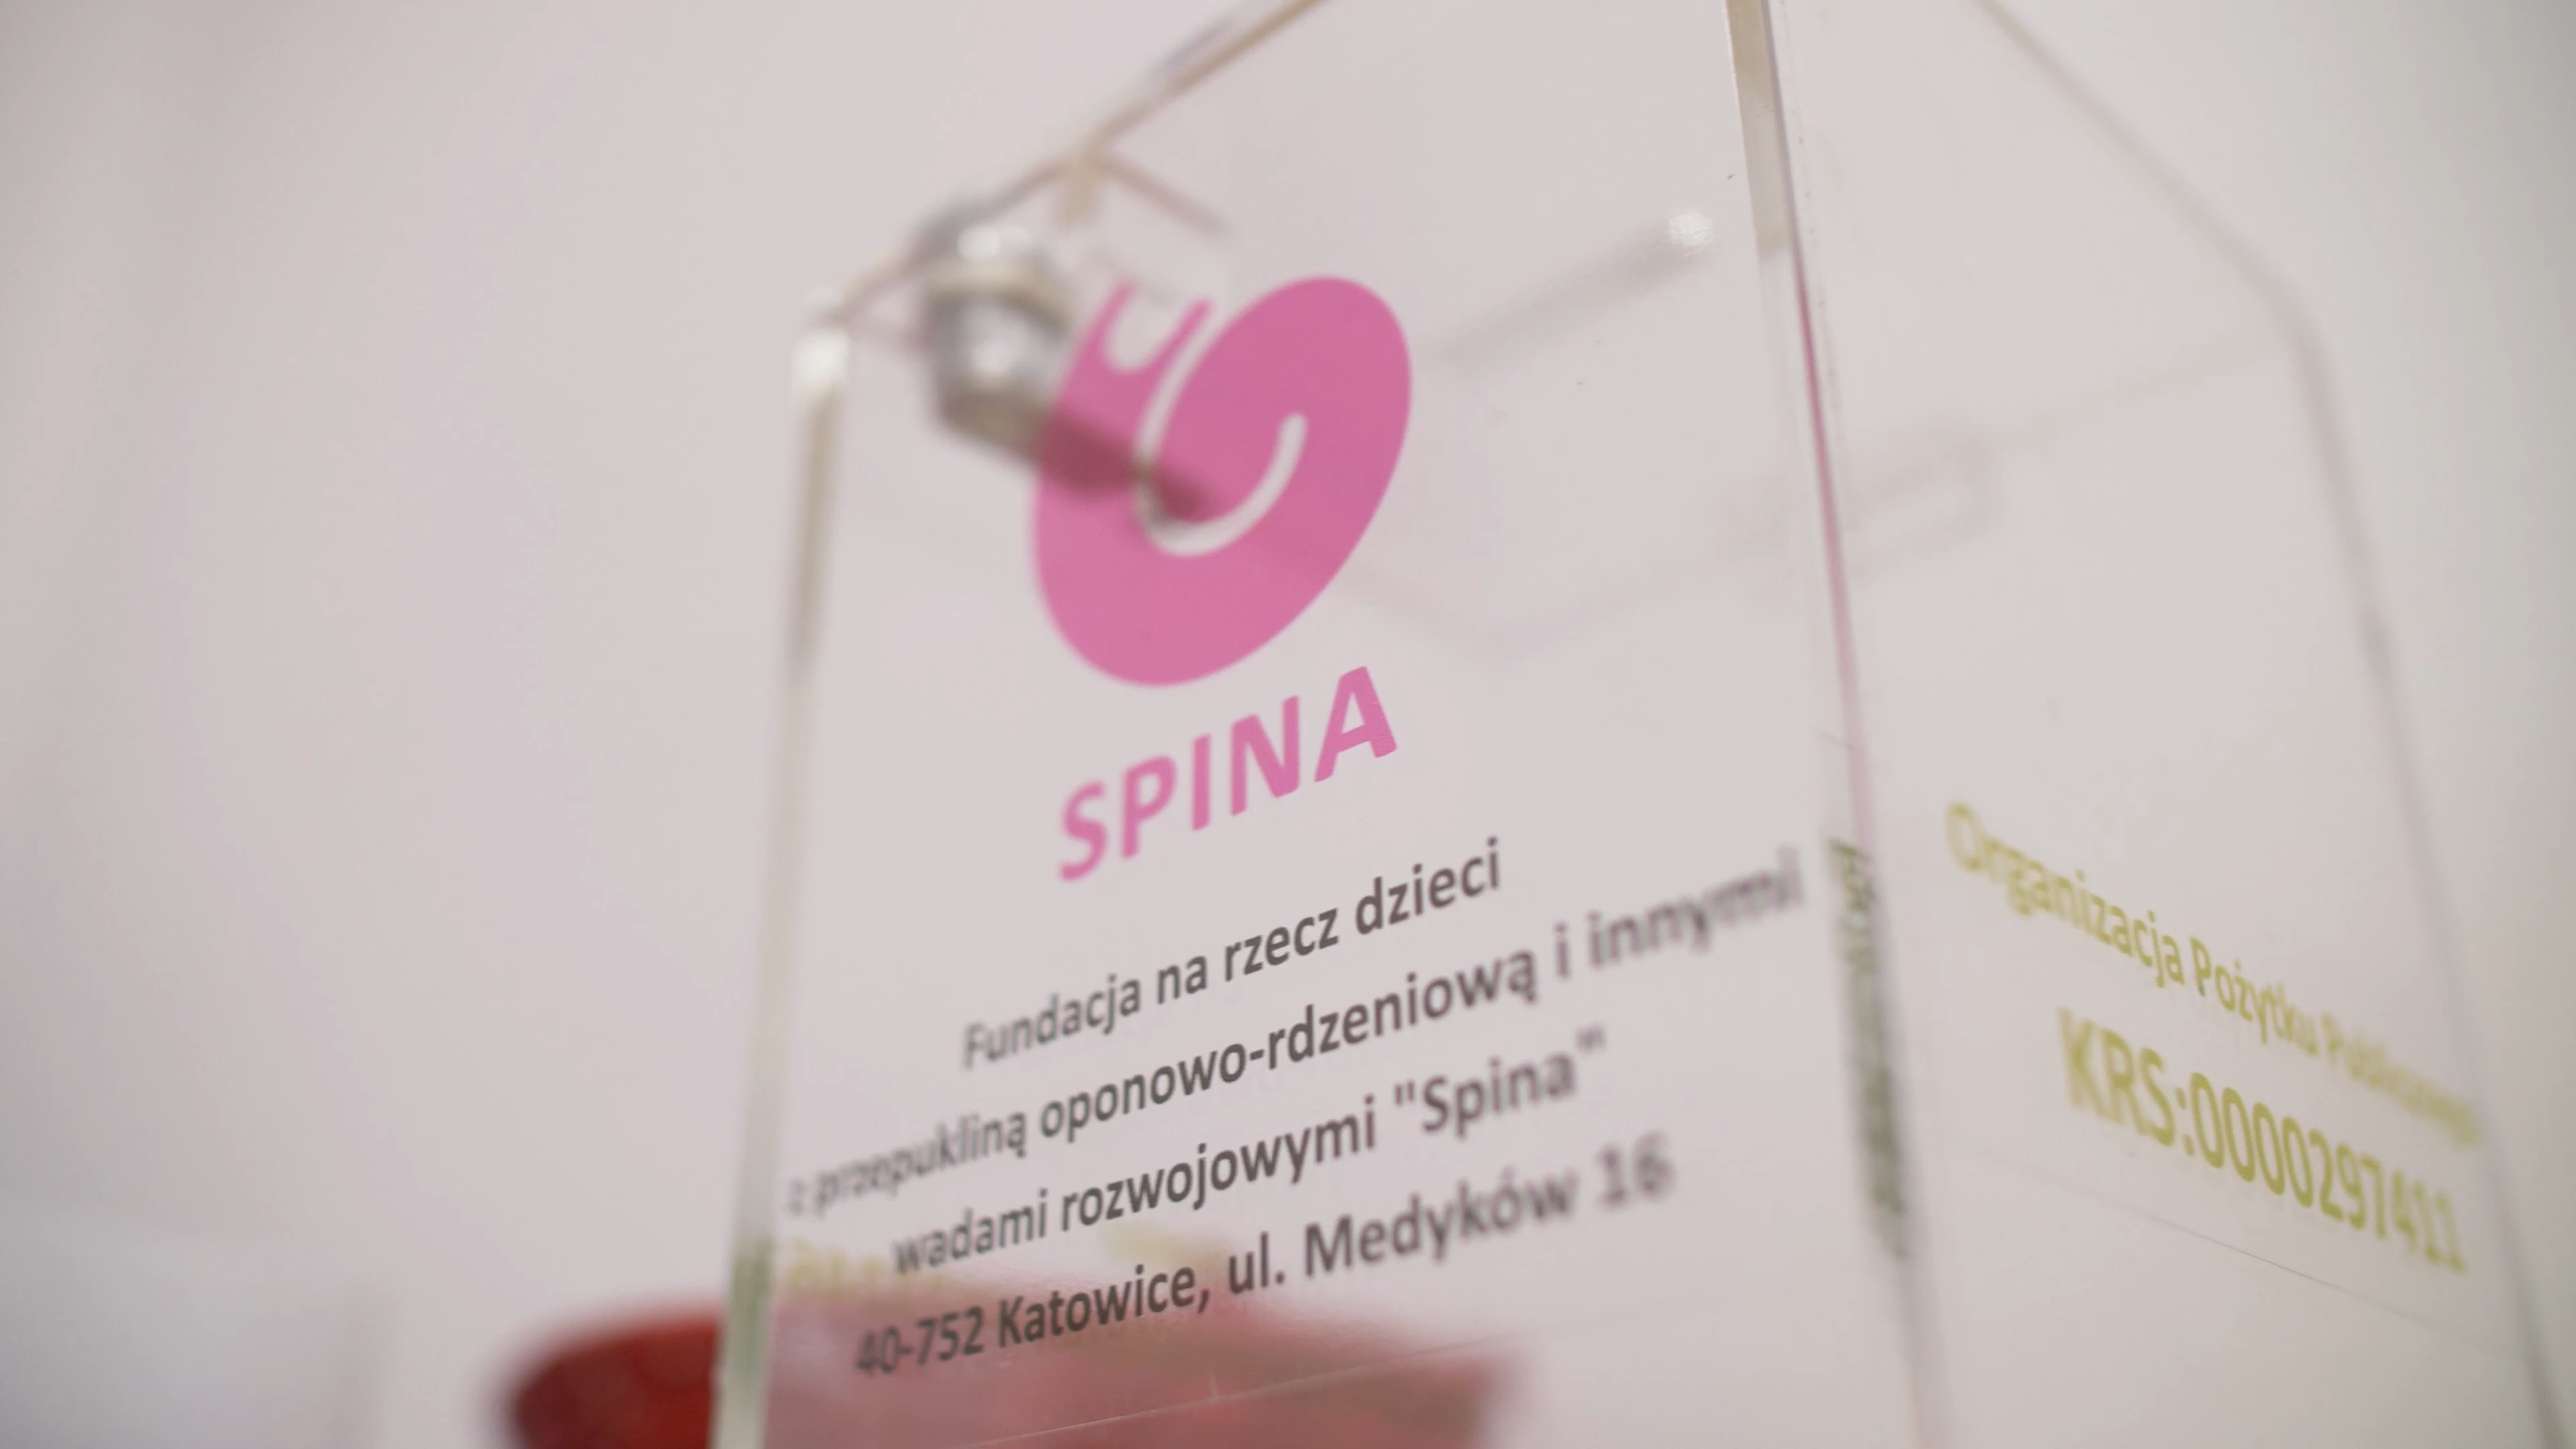 SPINA
Fundacja na rzecz dzieci
z przepukliną oponowo-rdzeniową i innymi
wadami rozwojowymi "Spina"
40-752 Katowice, ul. Medyków 16
Organizacja Pożytku Publicznego
KRS:0000297411